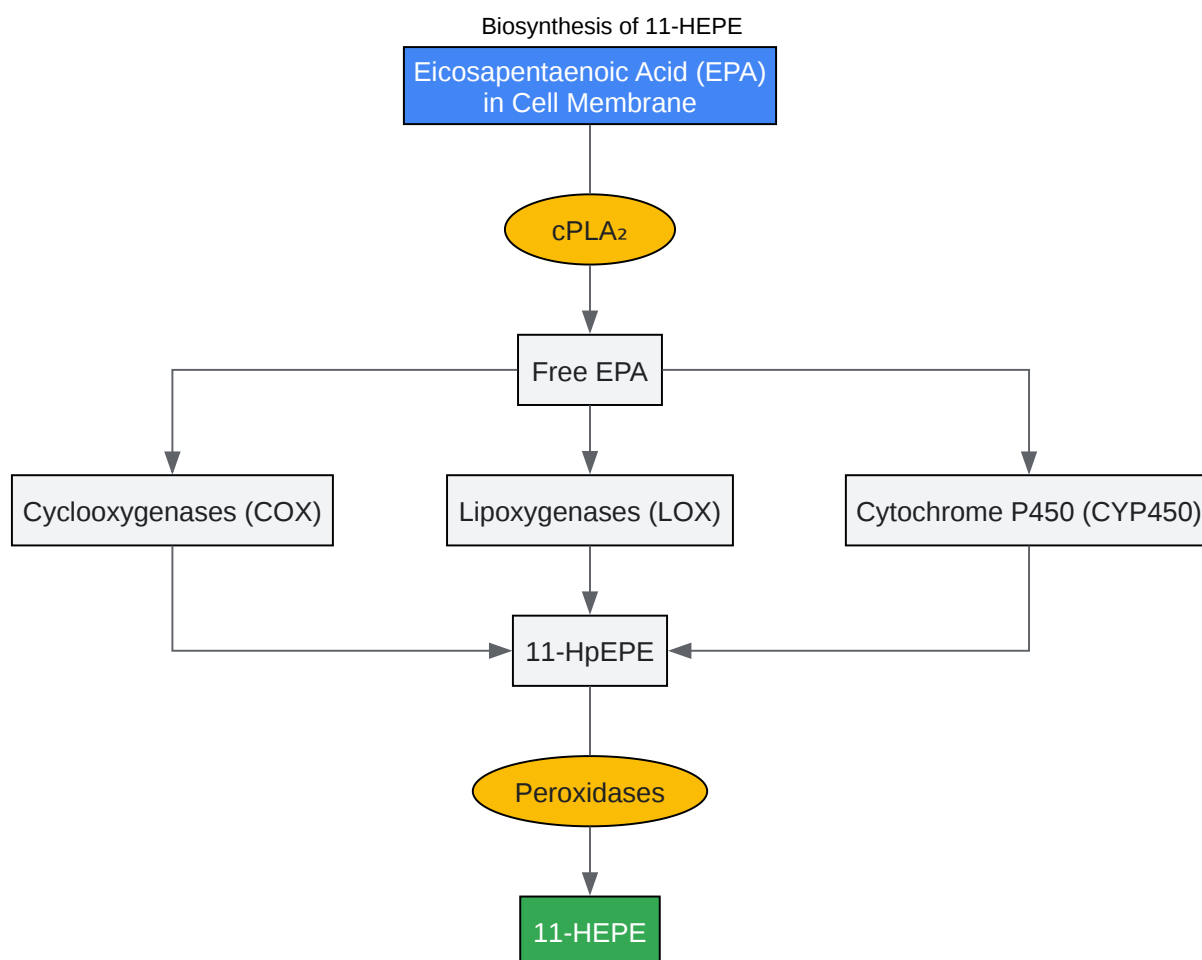 Biosynthesis of 11-HEPE
Eicosapentaenoic Acid (EPA)
in Cell Membrane
cPLA₂
Free EPA
Cyclooxygenases (COX)
Lipoxygenases (LOX)
Cytochrome P450 (CYP450)
11-HpEPE
Peroxidases
11-HEPE